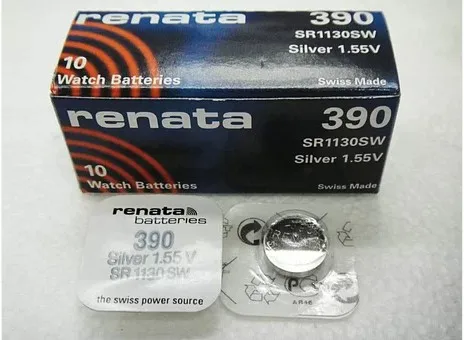 renata
390
SR1130SW
Silver 1.55V
10
Watch Batteries
Swiss Made
renata
390
SR1130SW
Silver 1.55V
10
Watch Batteries
Swiss Made
renata
batteries
390
Silver 1.55 V
SR 1130 SW
the swiss power source